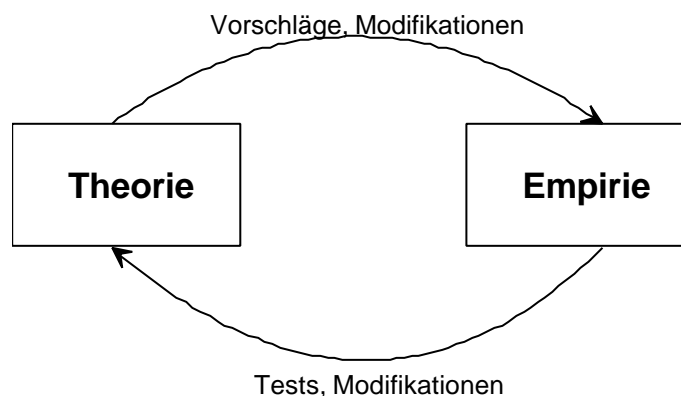 Vorschläge, Modifikationen
Theorie
Empirie
Tests, Modifikationen